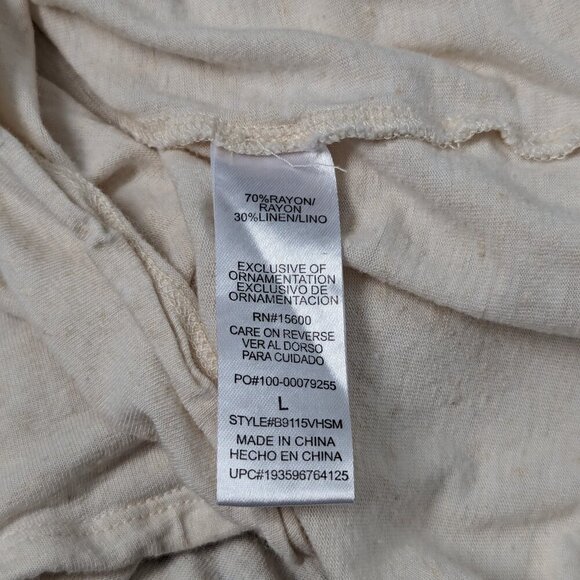 70%RAYON/
RAYON
30%LINEN/LINO
EXCLUSIVE OF
ORNAMENTATION
EXCLUSIVO DE
ORNAMENTACION
RN#15600
CARE ON REVERSE
VER AL DORSO
PARA CUIDADO
PO#100-00079255
L
STYLE#B9115VHSM
MADE IN CHINA
HECHO EN CHINA
UPC#193596764125